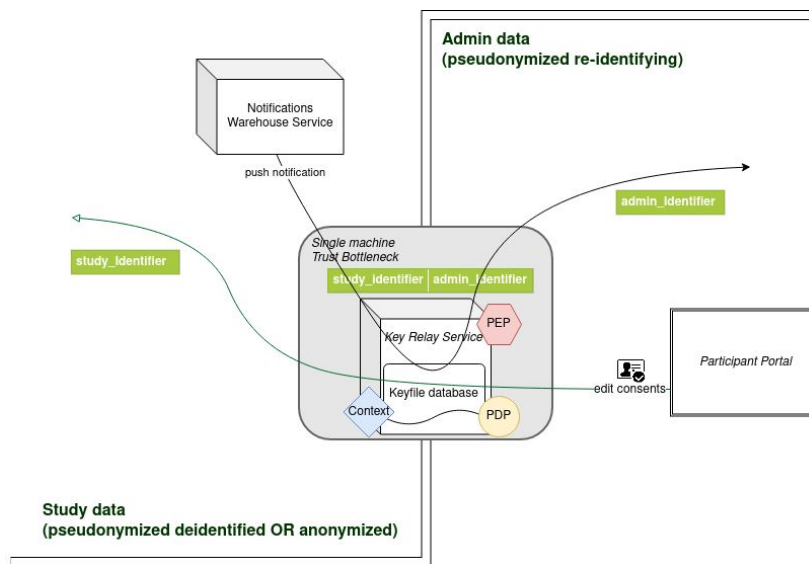 Admin data
(pseudonymized re-identifying)
Notifications
Warehouse Service
push notification
admin_Identifier
study_Identifier
Single machine
Trust Bottleneck
study_Identifier
admin_Identifier
PEP
Key Relay Service
Participant Portal
edit consents
Keyfile database
Context
PDP
Study data
(pseudonymized deidentified OR anonymized)